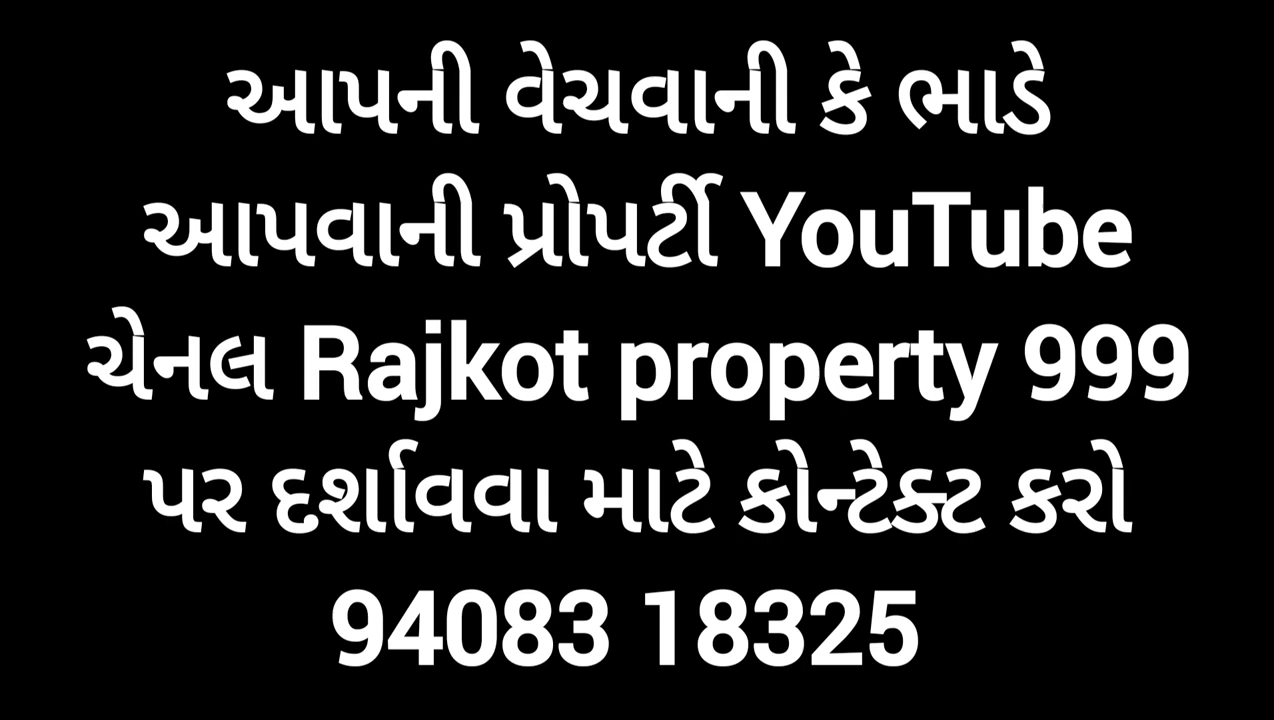 આપની વેચવાની કે ભાડે
આપવાની પ્રોપર્ટી YouTube
ચેનલ Rajkot property 999
પર દર્શાવવા માટે કોન્ટેક્ટ કરો
94083 18325